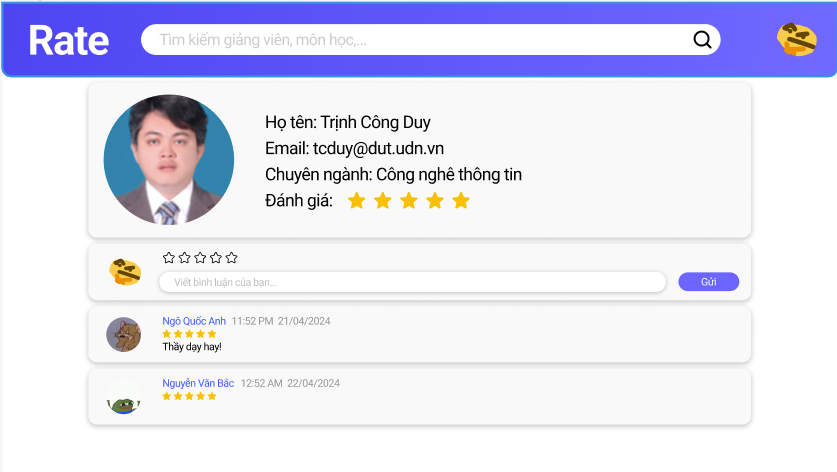 Rate
Tìm kiếm giảng viên, môn học,...
Họ tên: Trịnh Công Duy
Email: tcduy@dut.udn.vn
Chuyên ngành: Công nghê thông tin
Đánh giá:
Viết bình luận của bạn...
Gửi
Ngô Quốc Anh 11:52 PM 21/04/2024
Thầy dạy hay!
Nguyễn Văn Bắc 12:52 AM 22/04/2024